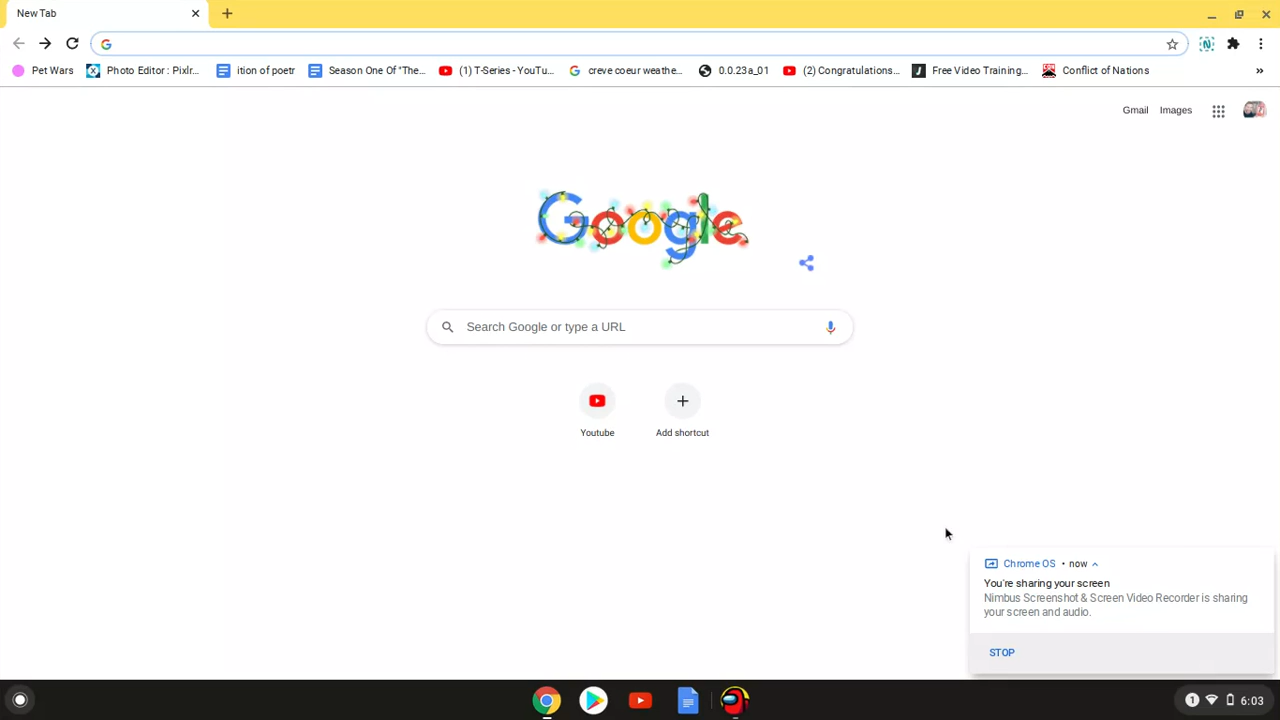 New Tab
Pet Wars
Photo Editor : Pixlr...
ition of poetr
Season One Of "The...
(1) T-Series - YouTu...
creve coeur weathe...
0.0.23a_01
(2) Congratulations...
Free Video Training...
Conflict of Nations
Gmail Images
Google
Search Google or type a URL
Youtube
Add shortcut
Chrome OS • now
You're sharing your screen
Nimbus Screenshot & Screen Video Recorder is sharing
your screen and audio.
STOP
1
6:03